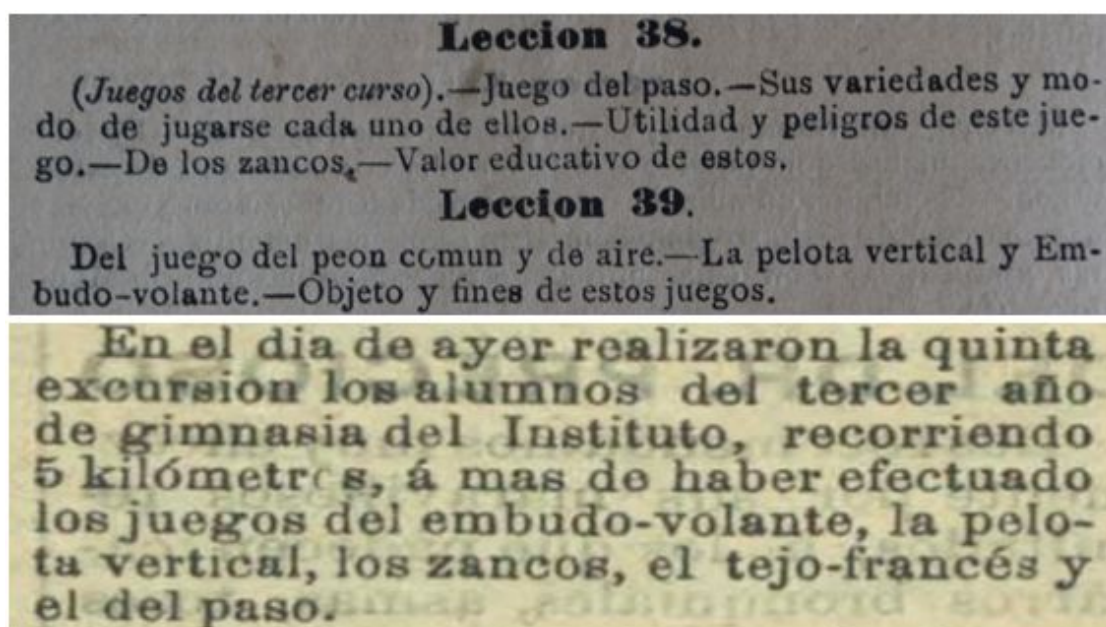 Leccion 38.
(Juegos del tercer curso).—Juego del paso.—Sus variedades y mo-
do de jugarse cada uno de ellos.—Utilidad y peligros de este jue-
go.—De los zancos.—Valor educativo de estos.
Leccion 39.
Del juego del peon comun y de aire.—La pelota vertical y Em-
budo-volante.—Objeto y fines de estos juegos.
En el dia de ayer realizaron la quinta
excursion los alumnos del tercer año
de gimnasia del Instituto, recorriendo
5 kilómetros, á mas de haber efectuado
los juegos del embudo-volante, la pelo-
ta vertical, los zancos, el tejo-francés y
el del paso.